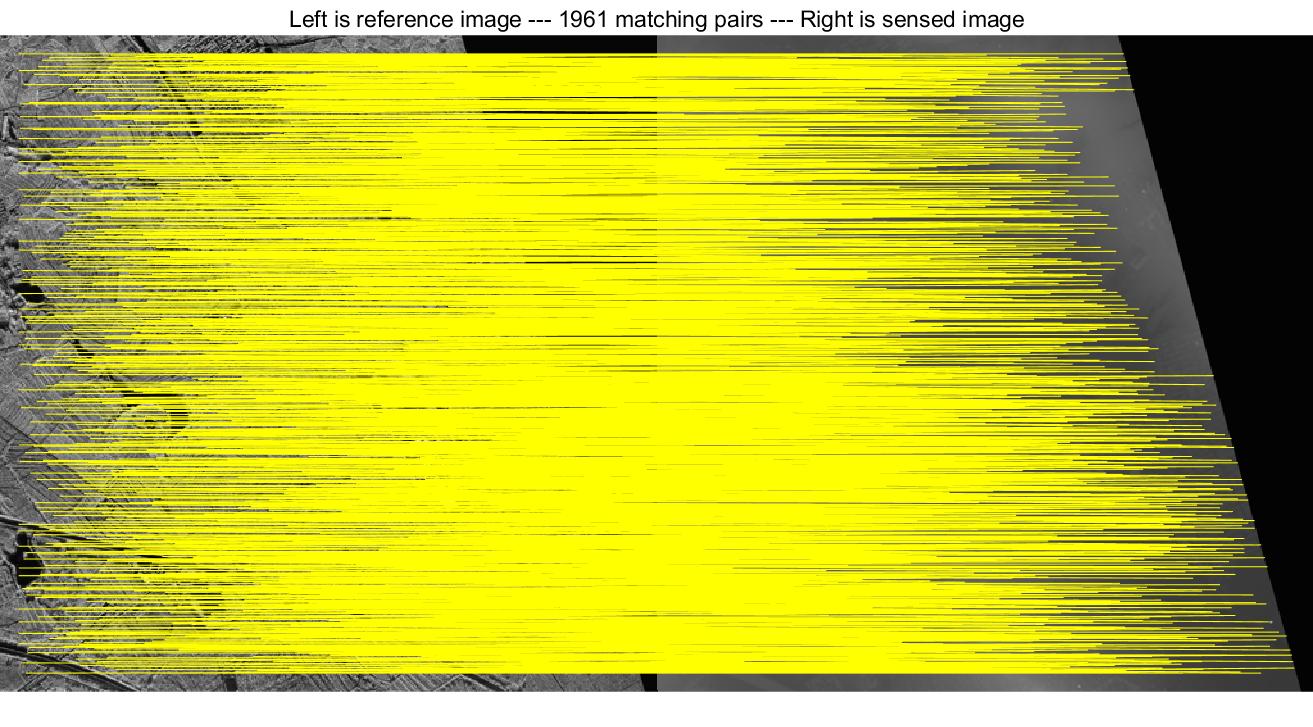 Left is reference image --- 1961 matching pairs --- Right is sensed image